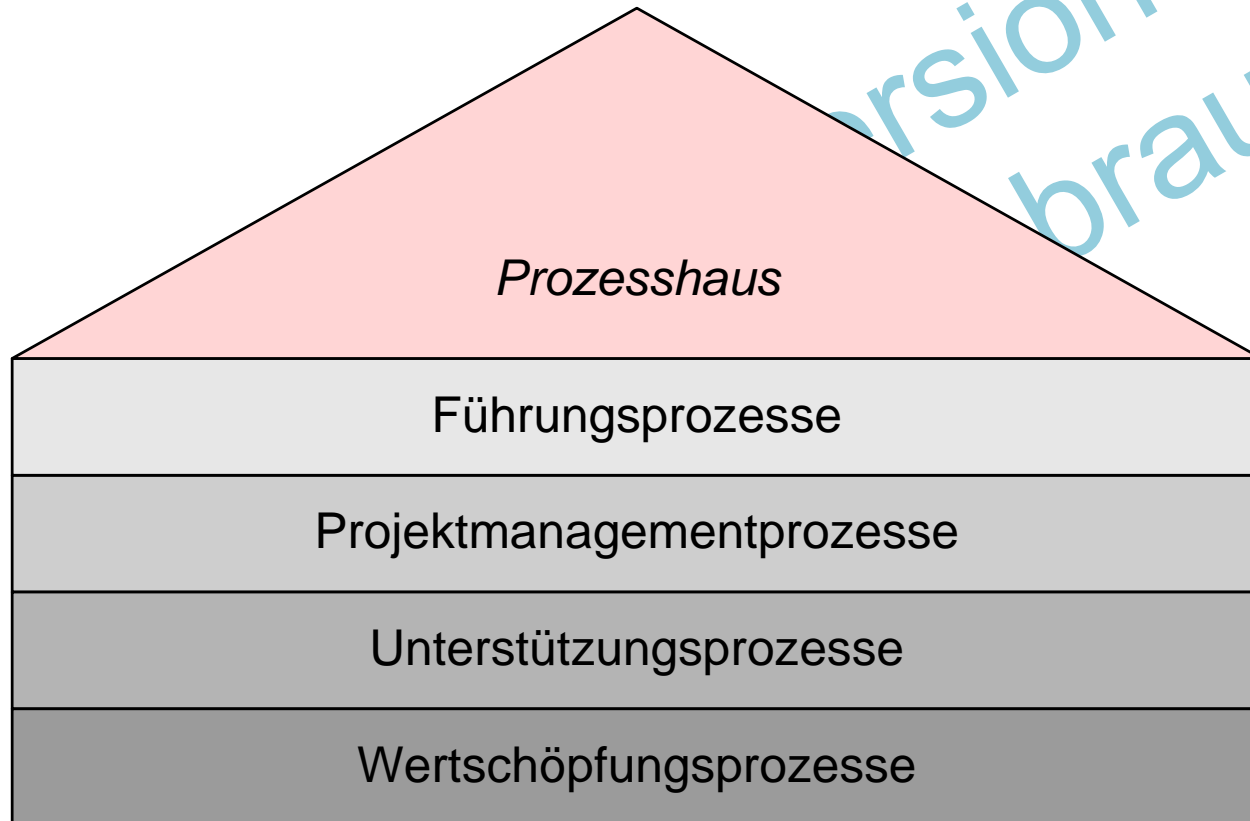 Prozesshaus
Führungsprozesse
Projektmanagementprozesse
Unterstützungsprozesse
Wertschöpfungsprozesse